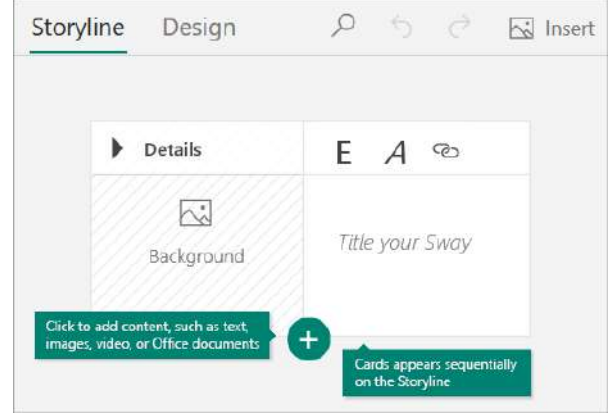 Storyline Design Insert
Details E A
Background
Title your Sway
Click to add content, such as text,
images, video, or Office documents
Cards appears sequentially
on the Storyline